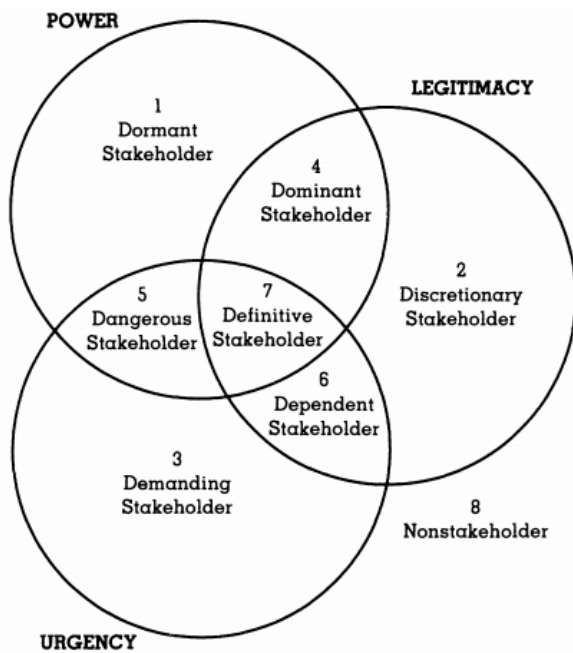 POWER
LEGITIMACY
1
Dormant
Stakeholder
4
Dominant
Stakeholder
2
Discretionary
Stakeholder
5
Dangerous
Stakeholder
7
Definitive
Stakeholder
6
Dependent
Stakeholder
3
Demanding
Stakeholder
8
Nonstakeholder
URGENCY